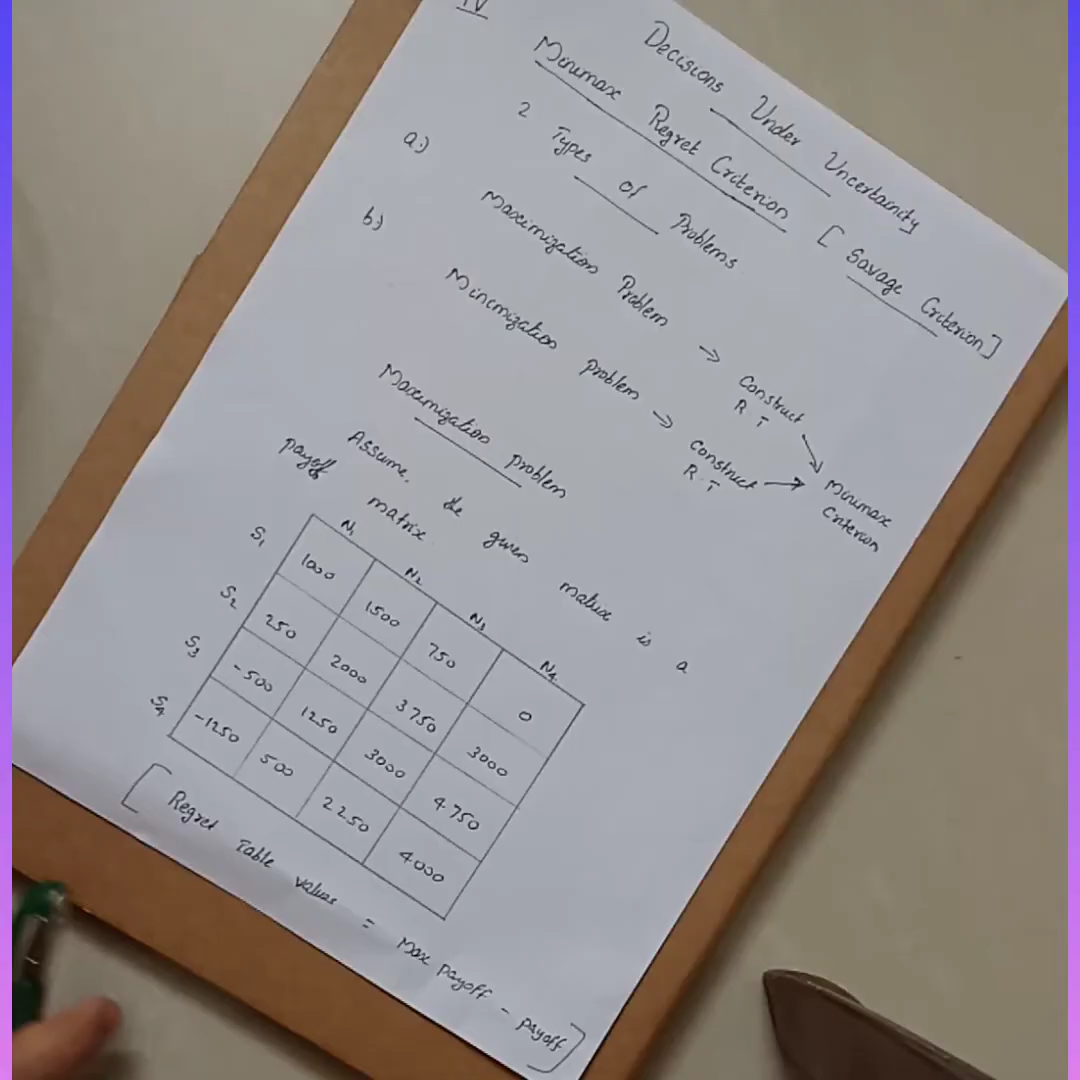 IV
Decisions Under Uncertainity
Minimax Regret Criterion [Savage Criterion]
2 Types of Problems
a.) Maximization Problem → Construct R T
b) Minimization problem → Construct R.T → Minimax Criterion
Maximization problem
Assume, the given matrix is a
payoff matrix.
N1 N2 N3 N4
S1 1000 1500 750 0
S2 250 2000 3750 3000
S3 -500 1250 3000 4750
S4 -1250 500 2250 4000
[Regret Table values = Max payoff - payoff]